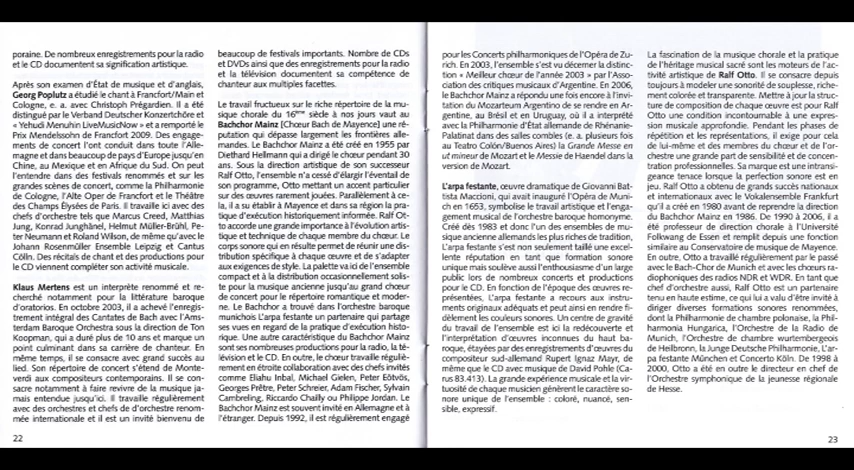 poraine. De nombreux enregistrements pour la radio
et le CD documentent sa signification artistique.
Après son examen d'État de musique et d'anglais,
Georg Poplutz a étudié le chant à Francfort/Main et
Cologne, e. a. avec Christoph Prégardien. Il a été
distingué par le Verband Deutscher Konzertchöre et
« Yehudi Menuhin LiveMusicNow » et a remporté le
Prix Mendelssohn de Francfort 2009. Des engage-
ments de concert l'ont conduit dans toute l'Alle-
magne et dans beaucoup de pays d'Europe jusqu'en
Chine, au Mexique et en Afrique du Sud. On peut
l'entendre dans des festivals renommés et sur les
grandes scènes de concert, comme la Philharmonie
de Cologne, l'Alte Oper de Francfort et le Théâtre
des Champs Élysées de Paris. Il travaille ici avec des
chefs d'orchestre tels que Marcus Creed, Matthias
Jung, Konrad Junghänel, Helmut Müller-Brühl, Pe-
ter Neumann et Roland Wilson, de même qu'avec le
Johann Rosenmüller Ensemble Leipzig et Cantus
Cölln. Des récitals de chant et des productions pour
le CD viennent compléter son activité musicale.
Klaus Mertens est un interprète renommé et re-
cherché notamment pour la littérature baroque
d'oratorios. En octobre 2003, il a achevé l'enregis-
trement intégral des Cantates de Bach avec l'Ams-
terdam Baroque Orchestra sous la direction de Ton
Koopman, qui a duré plus de 10 ans et marque un
point culminant dans sa carrière de chanteur. En
même temps, il se consacre avec grand succès au
lied. Son répertoire de concert s'étend de Monte-
verdi aux compositeurs contemporains. Il se con-
sacre notamment à faire revivre de la musique ja-
mais entendue jusqu'ici. Il travaille régulièrement
avec des orchestres et chefs d'orchestre renom-
mée internationale et il est un invité bienvenu de
22
beaucoup de festivals importants. Nombre de CDs
et DVDs ainsi que des enregistrements pour la radio
et la télévision documentent sa compétence de
chanteur aux multiples facettes.
Le travail fructueux sur le riche répertoire de la mu-
sique chorale du 16ème siècle à nos jours vaut au
Bachchor Mainz [Chœur Bach de Mayence] une ré-
putation qui dépasse largement les frontières alle-
mandes. Le Bachchor Mainz a été créé en 1955 par
Diethard Hellmann qui a dirigé le chœur pendant 30
ans. Sous la direction artistique de son successeur
Ralf Otto, l'ensemble n'a cessé d'élargir l'éventail de
son programme, Otto mettant un accent particulier
sur des œuvres rarement jouées. Parallèlement à ce-
la, il a su établir à Mayence et dans sa région la pra-
tique d'exécution historiquement informée. Ralf Ot-
to accorde une grande importance à l'évolution artis-
tique et technique de chaque membre du chœur. Le
corps sonore qui en résulte permet de réunir une dis-
tribution spécifique à chaque œuvre et de s'adapter
aux exigences de style. La palette va ici de l'ensemble
compact et à la distribution occasionnellement solis-
te pour la musique ancienne jusqu'au grand chœur
de concert pour le répertoire romantique et moder-
ne. Le Bachchor a trouvé dans l'orchestre baroque
munichois L'arpa festante un partenaire qui partage
ses vues en regard de la pratique d'exécution histo-
rique. Une autre caractéristique du Bachchor Mainz
sont ses nombreuses productions pour la radio, la té-
lévision et le CD. En outre, le chœur travaille réguliè-
rement en étroite collaboration avec des chefs invités
comme Eliahu Inbal, Michael Gielen, Peter Eötvös,
Georges Prêtre, Peter Schreier, Adam Fischer, Sylvain
Cambreling, Riccardo Chailly ou Philippe Jordan. Le
Bachchor Mainz est souvent invité en Allemagne et à
l'étranger. Depuis 1992, il est régulièrement engagé
pour les Concerts philharmoniques de l'Opéra de Zu-
rich. En 2003, l'ensemble s'est vu décerner la distinc-
tion « Meilleur chœur de l'année 2003 » par l'Asso-
ciation des critiques musicaux d'Argentine. En 2006,
le Bachchor Mainz a répondu une fois encore à l'invi-
tation du Mozarteum Argentino de se rendre en Ar-
gentine, au Brésil et en Uruguay, où il a interprété
avec la Philharmonie d'État allemande de Rhénanie-
Palatinat dans des salles combles (e. a. plusieurs fois
au Teatro Colón/Buenos Aires) la Grande Messe en
ut mineur de Mozart et le Messie de Haendel dans la
version de Mozart.
L'arpa festante, œuvre dramatique de Giovanni Bat-
tista Maccioni, qui avait inauguré l'Opéra de Muni-
ch en 1653, symbolise le travail artistique et l'enga-
gement musical de l'orchestre baroque homonyme.
Créé dès 1983 et donc l'un des ensembles de mu-
sique ancienne allemands les plus riches de tradition,
L'arpa festante s'est non seulement taillé une excel-
lente réputation en tant que formation sonore
unique mais soulève aussi l'enthousiasme d'un large
public lors de nombreux concerts et productions
pour le CD. En fonction de l'époque des œuvres re-
présentées, L'arpa festante a recours aux instru-
ments originaux adéquats et peut ainsi en rendre fi-
dèlement les couleurs sonores. Un centre de gravité
du travail de l'ensemble est ici la redécouverte et
l'interprétation d'œuvres inconnues du haut ba-
roque, étayées par des enregistrements d'œuvres du
compositeur sud-allemand Rupert Ignaz Mayr, de
même que le CD avec musique de David Pohle (Ca-
rus 83.413). La grande expérience musicale et la vir-
tuosité de chaque musicien génèrent le caractère so-
nore unique de l'ensemble : coloré, nuancé, sen-
sible, expressif.
La fascination de la musique chorale et la pratique
de l'héritage musical sacré sont les moteurs de l'ac-
tivité artistique de Ralf Otto. Il se consacre depuis
toujours à modeler une sonorité de souplesse, riche-
ment colorée et transparente. Mettre à jour la struc-
ture de composition de chaque œuvre est pour Ralf
Otto une condition incontournable à une expres-
sion musicale approfondie. Pendant les phases de
répétition et les représentations, il exige pour cela
de lui-même et des membres du chœur et de l'or-
chestre une grand part de sensibilité et de concen-
tration professionnelles. Sa marque est une intransi-
geance tenace lorsque la perfection sonore est en
jeu. Ralf Otto a obtenu de grands succès nationaux
et internationaux avec le Vokalensemble Frankfurt
qu'il a créé en 1980 avant de reprendre la direction
du Bachchor Mainz en 1986. De 1990 à 2006, il a
été professeur de direction chorale à l'Université
Folkwang de Essen et remplit depuis une fonction
similaire au Conservatoire de musique de Mayence.
En outre, Otto a travaillé régulièrement par le passé
avec le Bach-Chor de Munich et avec les chœurs ra-
diophoniques des radios NDR et WDR. En tant que
chef d'orchestre aussi, Ralf Otto est un partenaire
tenu en haute estime, ce qui lui a valu d'être invité à
diriger diverses formations sonores renommées,
dont la Philharmonie de chambre polonaise, la Phil-
harmonia Hungarica, l'Orchestre de la Radio de
Munich, l'Orchestre de chambre wurtembergeois
de Heilbronn, la Junge Deutsche Philharmonie, L'ar-
pa festante München et Concerto Köln. De 1998 à
2000, Otto a été en outre le directeur en chef de
l'Orchestre symphonique de la jeunesse régionale
de Hesse.
23